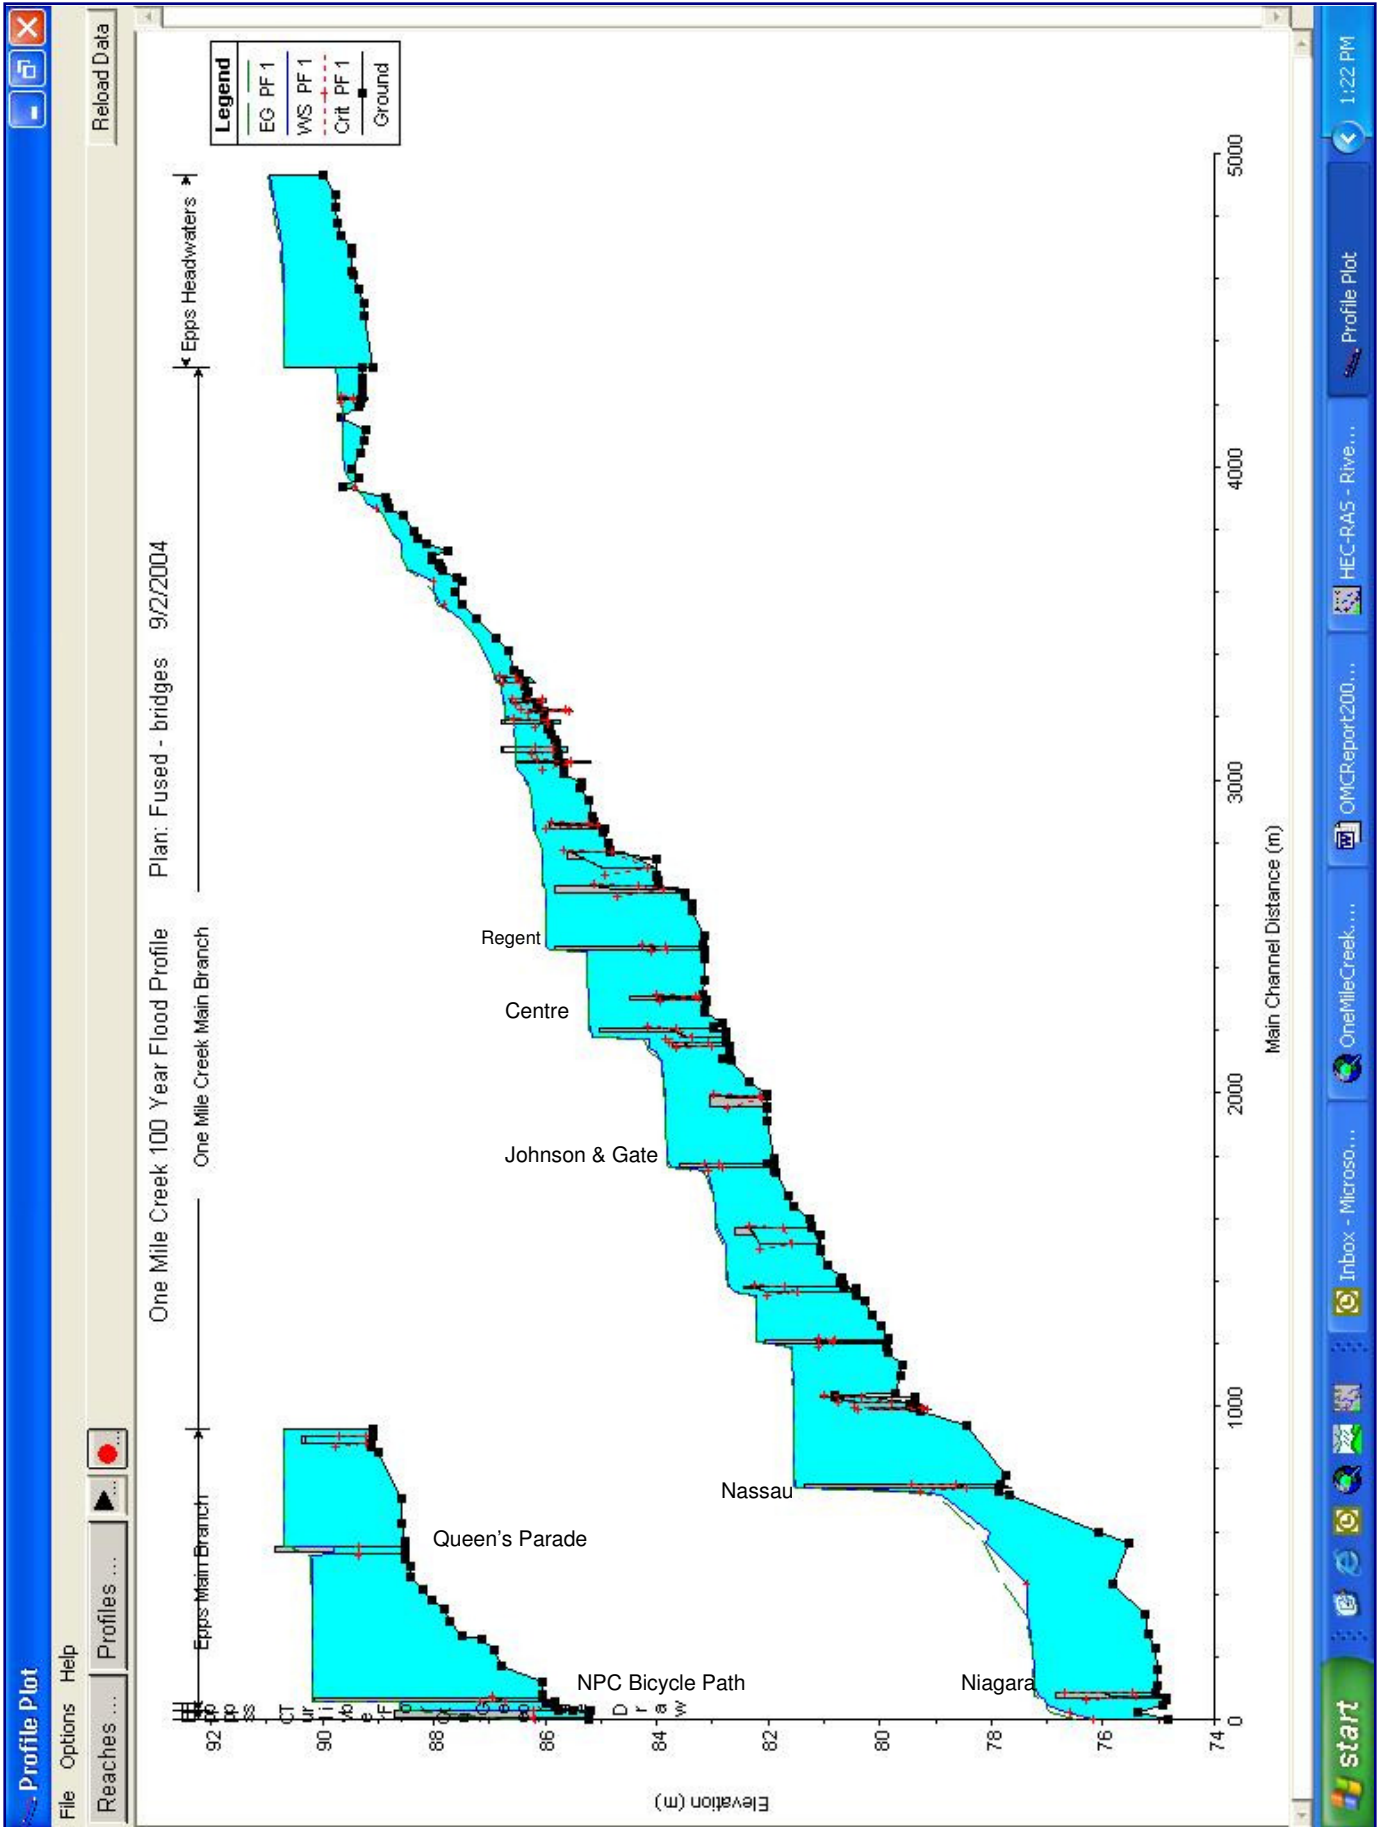 Profile Plot
File Options Help
Reaches ...
Profiles ...
Reload Data
One Mile Creek 100 Year Flood Profile Plan: Fused - bridges 9/2/2004
Epps Main Branch
One Mile Creek Main Branch
Epps Headwaters
Legend
EG PF 1
WS PF 1
Crit PF 1
Ground
Queen's Parade
NPC Bicycle Path
Niagara
Nassau
Johnson & Gate
Centre
Regent
Elevation (m)
92
90
88
86
84
82
80
78
76
74
0
1000
2000
3000
4000
5000
Main Channel Distance (m)
start
Inbox - Microso...
OneMileCreek....
OMCReport200...
HEC-RAS - Rive...
Profile Plot
1:22 PM